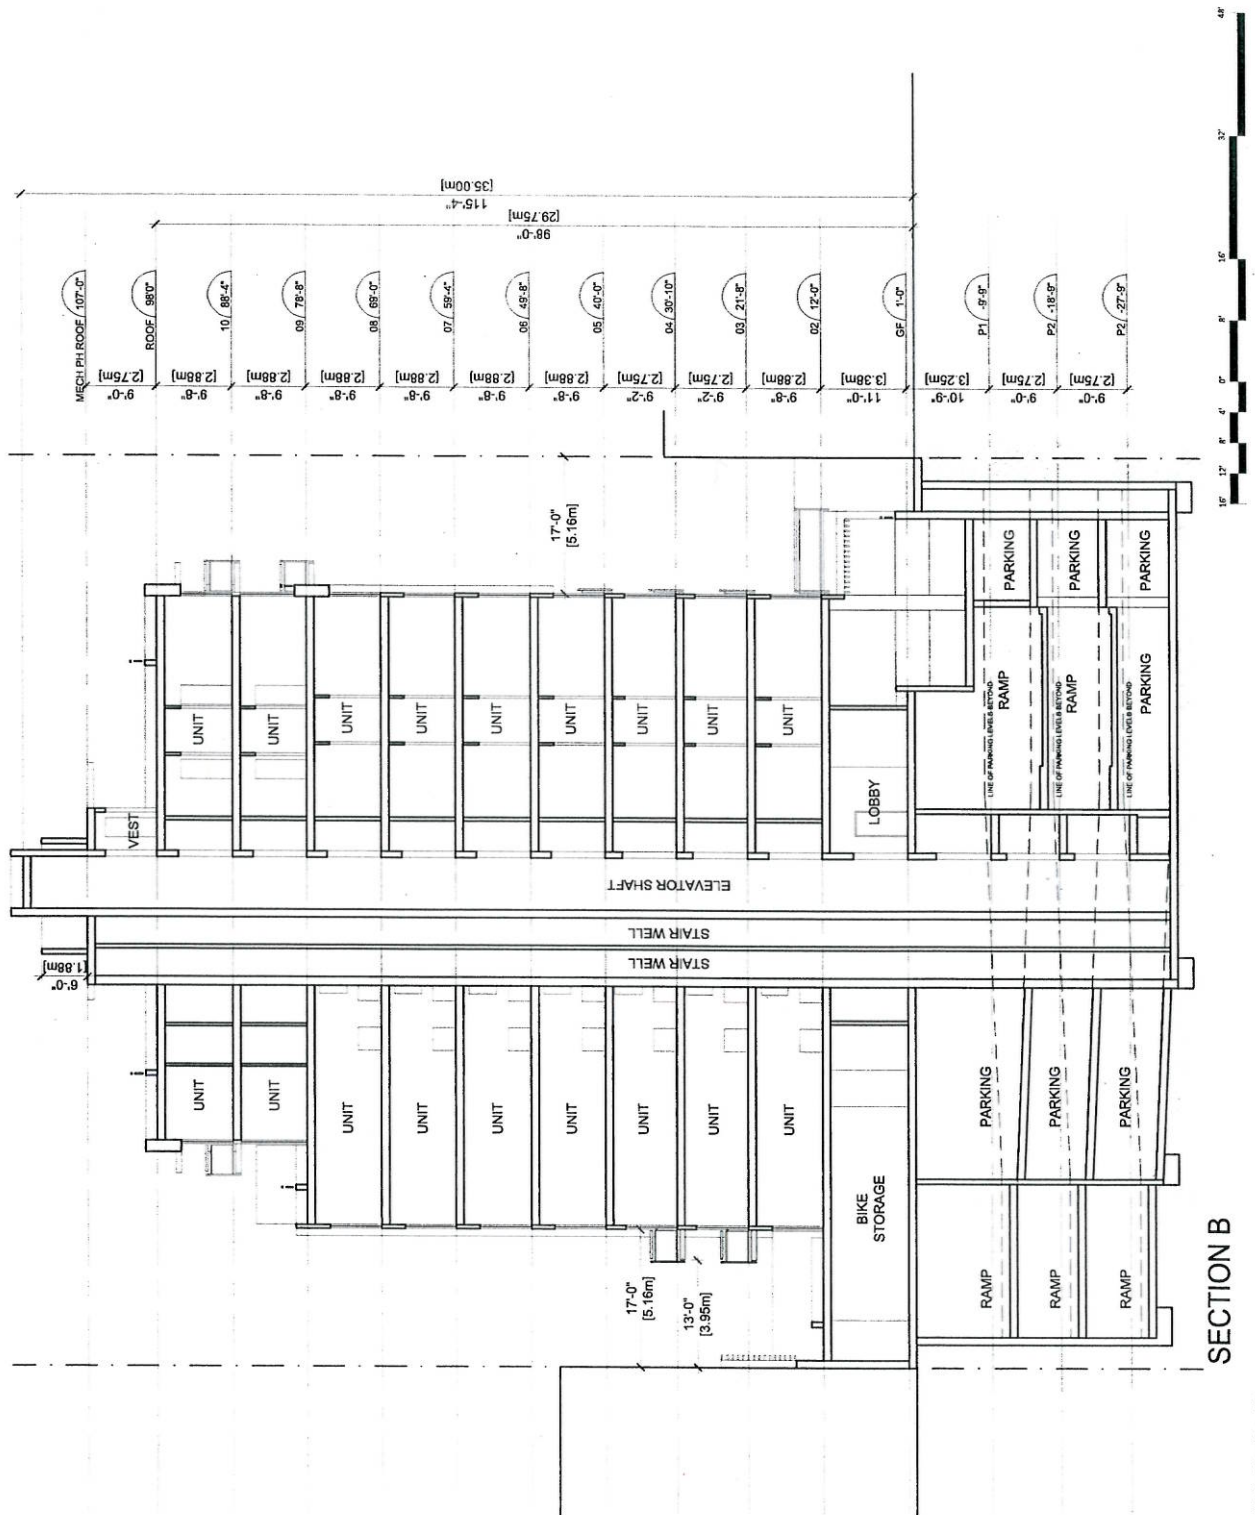 MECH PH ROOF 107'-0"
ROOF 98'0"
10 88'-4"
09 78'-8"
08 69'-0"
07 59'-4"
06 49'-8"
05 40'-0"
04 30'-10"
03 21'-8"
02 12'-0"
GF 1'-0"
P1 -9'-9"
P2 -18'-9"
P2 -27'-9"
115'-4"
[35.00m]
98'-0"
[29.75m]
9'-0"
[2.75m]
9'-8"
[2.88m]
9'-8"
[2.88m]
9'-8"
[2.88m]
9'-8"
[2.88m]
9'-8"
[2.88m]
9'-8"
[2.88m]
9'-2"
[2.75m]
9'-2"
[2.75m]
9'-8"
[2.88m]
11'-0"
[3.38m]
10'-9"
[3.25m]
9'-0"
[2.75m]
9'-0"
[2.75m]
6'-0"
[1.88m]
VEST
UNIT
UNIT
UNIT
UNIT
UNIT
UNIT
UNIT
UNIT
UNIT
LOBBY
ELEVATOR SHAFT
STAIR WELL
STAIR WELL
UNIT
UNIT
UNIT
UNIT
UNIT
UNIT
UNIT
UNIT
UNIT
BIKE
STORAGE
17'-0"
[5.16m]
17'-0"
[5.16m]
13'-0"
[3.95m]
PARKING
PARKING
PARKING
LINE OF PARKING LEVELS BEYOND
RAMP
LINE OF PARKING LEVELS BEYOND
RAMP
LINE OF PARKING LEVELS BEYOND
PARKING
PARKING
PARKING
PARKING
RAMP
RAMP
RAMP
SECTION B
16' 12' 8' 4' 0' 8' 16' 32' 48'